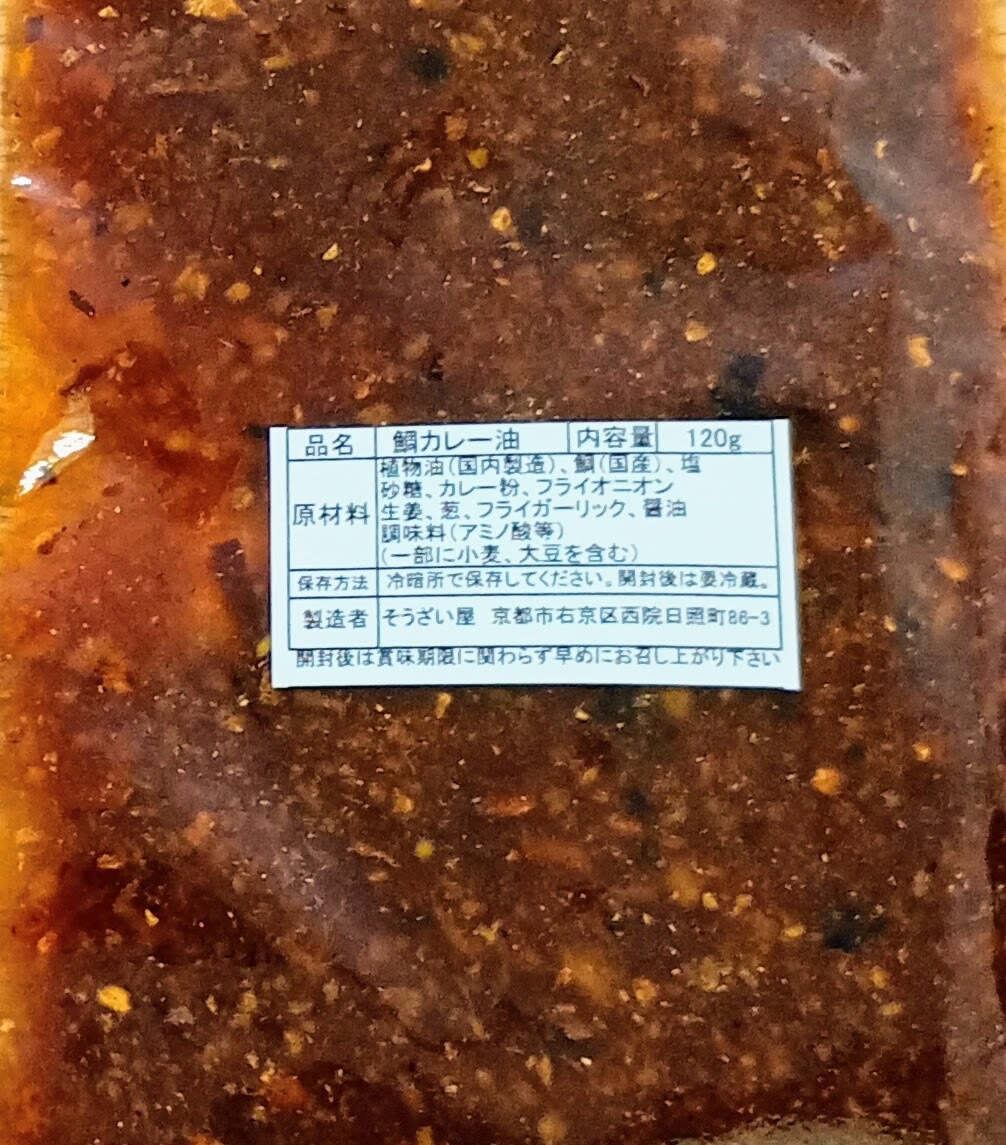 品名 鯛カレー油 内容量 120g
原材料 植物油(国内製造)、鯛(国産)、塩
砂糖、カレー粉、フライオニオン
生姜、葱、フライガーリック、醤油
調味料(アミノ酸等)
(一部に小麦、大豆を含む)
保存方法 冷暗所で保存してください。開封後は要冷蔵。
製造者 そうざい屋 京都市右京区西院日照町86-3
開封後は賞味期限に関わらず早めにお召し上がり下さい